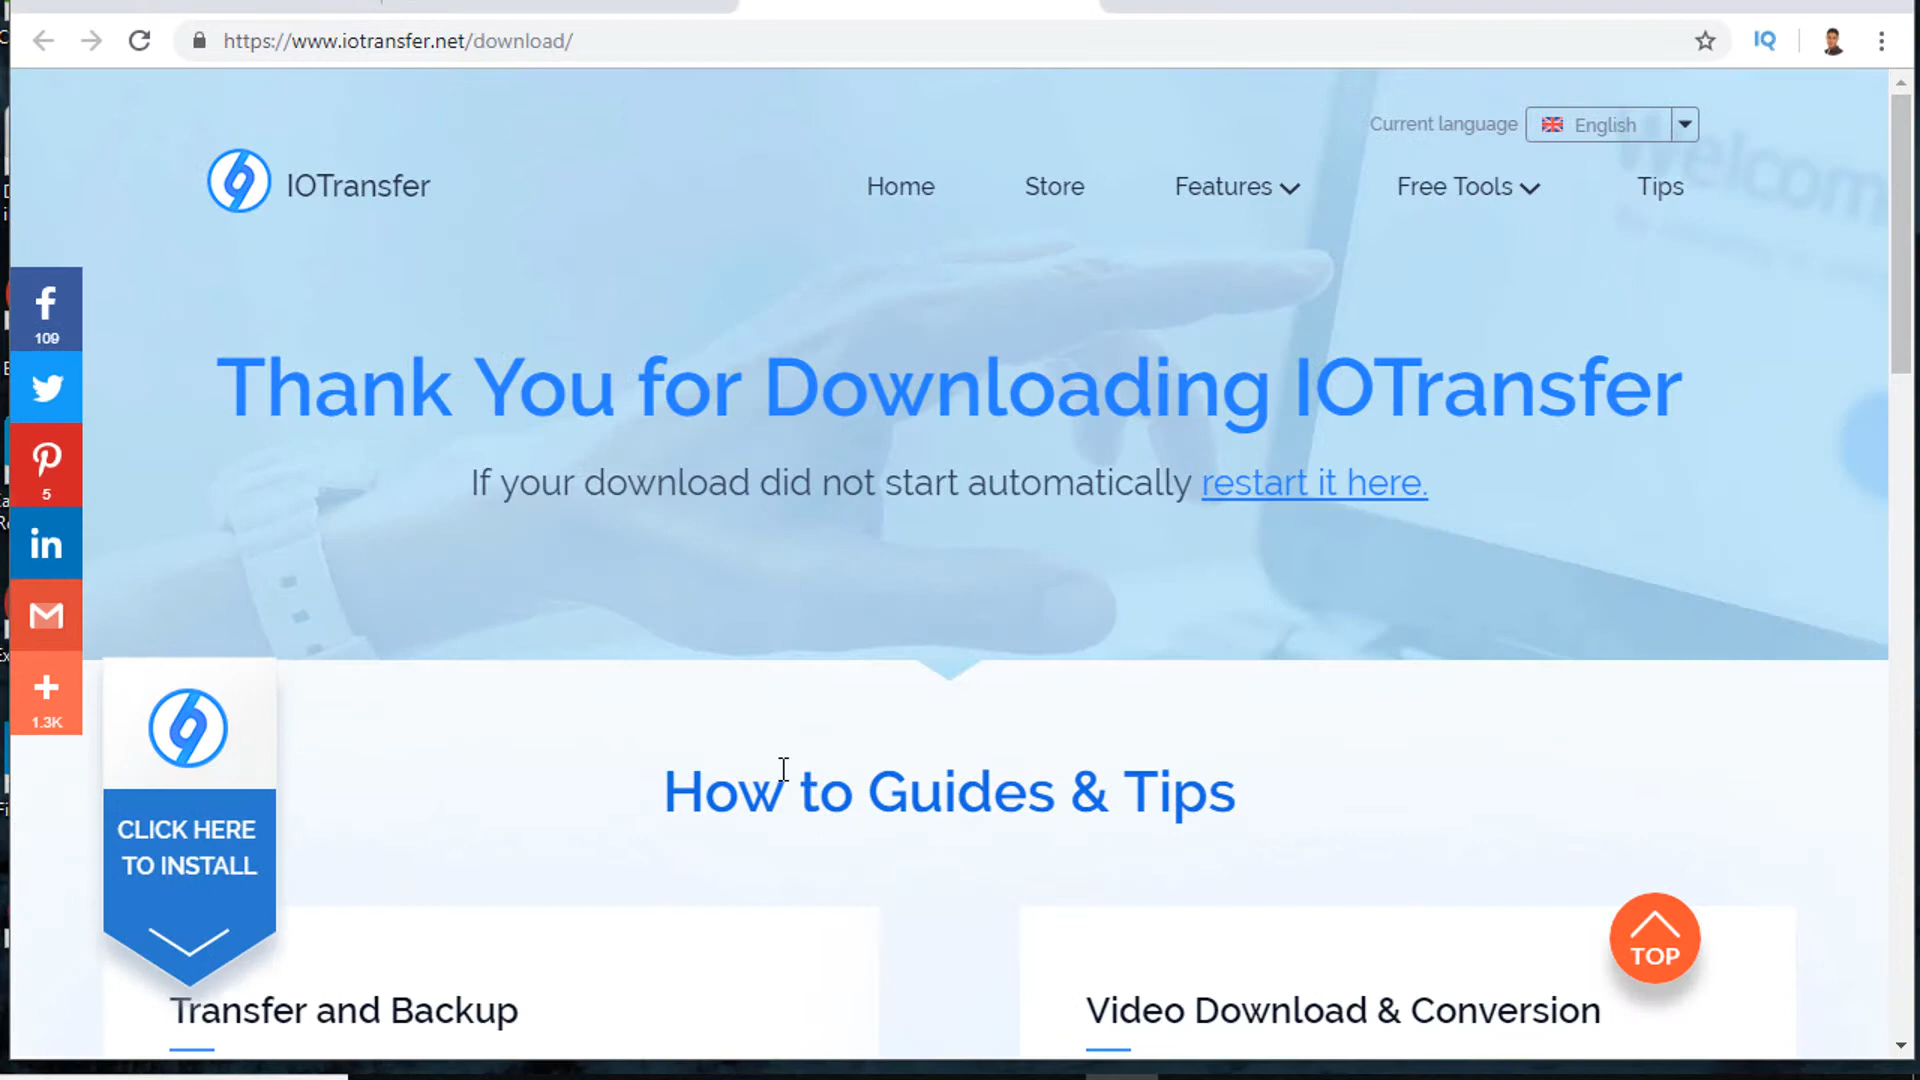 https://www.iotransfer.net/download/
IQ
Current language English
IOTransfer
Home Store Features Free Tools Tips
109
Thank You for Downloading IOTransfer
If your download did not start automatically restart it here.
5
1.3K
How to Guides & Tips
CLICK HERE
TO INSTALL
TOP
Transfer and Backup
Video Download & Conversion